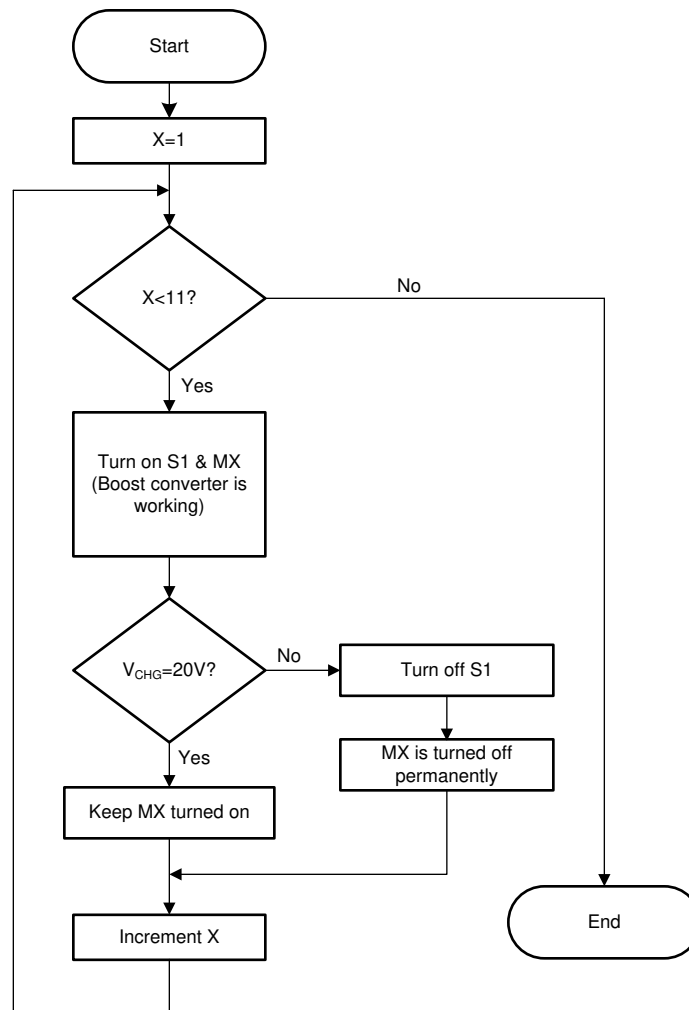 Start
X=1
X<11?
No
Yes
Turn on S1 & MX
(Boost converter is
working)
V_CHG=20V?
No
Turn off S1
MX is turned off
permanently
Yes
Keep MX turned on
Increment X
End